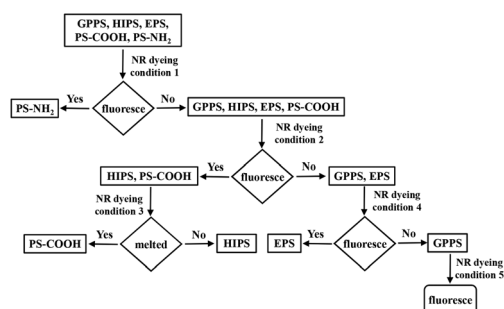 GPPS, HIPS, EPS,
PS-COOH, PS-NH₂
NR dyeing
condition 1
PS-NH₂
Yes
fluoresce
No
GPPS, HIPS, EPS, PS-COOH
NR dyeing
condition 2
HIPS, PS-COOH
Yes
fluoresce
No
GPPS, EPS
NR dyeing
condition 3
NR dyeing
condition 4
PS-COOH
Yes
melted
No
HIPS
EPS
Yes
fluoresce
No
GPPS
NR dyeing
condition 5
fluoresce